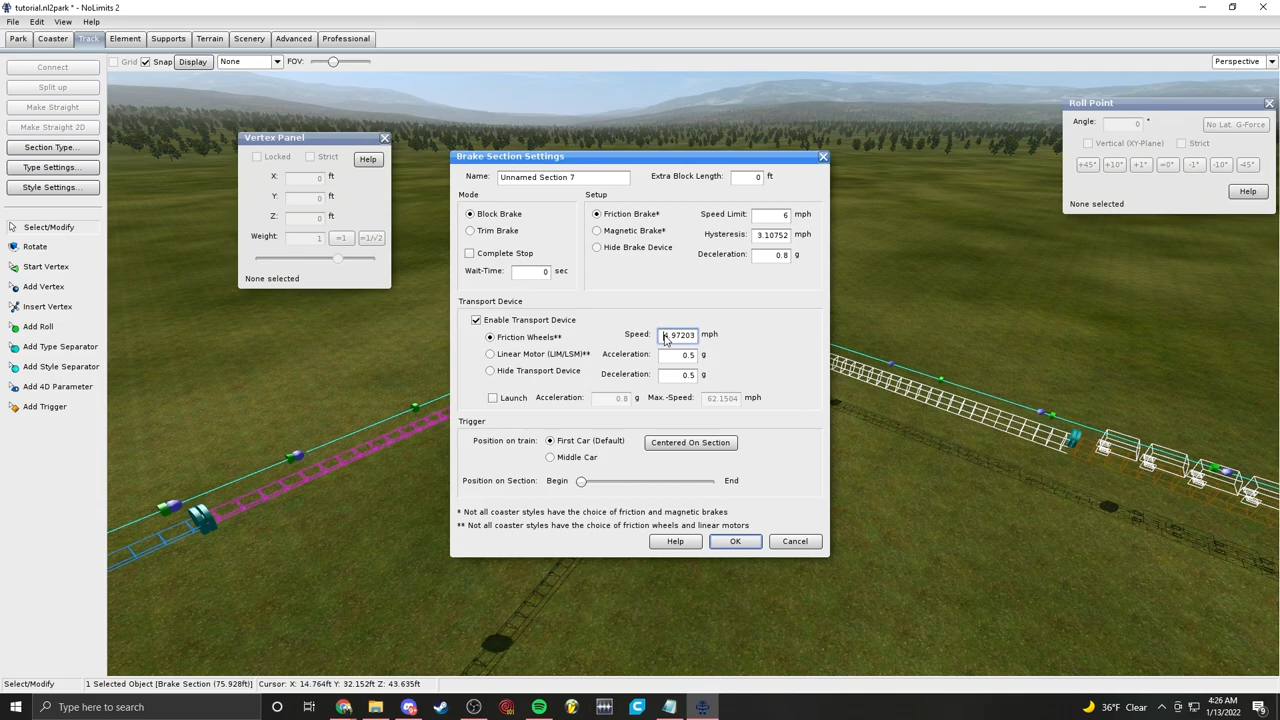 tutorial.nl2park * - NoLimits 2
File Edit View Help
Park Coaster Track Element Supports Terrain Scenery Advanced Professional
Connect
Split up
Make Straight
Make Straight 2D
Section Type...
Type Settings...
Style Settings...
Select/Modify
Rotate
Start Vertex
Add Vertex
Insert Vertex
Add Roll
Add Type Separator
Add Style Separator
Add 4D Parameter
Add Trigger
Grid Snap Display None FOV: Perspective
Vertex Panel
Locked Strict Help
X: 0 ft
Y: 0 ft
Z: 0 ft
Weight: 1 =1 =1/√2
None selected
Brake Section Settings
Name: Unnamed Section 7 Extra Block Length: 0 ft
Mode Setup
Block Brake Friction Brake* Speed Limit: 6 mph
Trim Brake Magnetic Brake* Hysteresis: 3.10752 mph
Complete Stop Hide Brake Device Deceleration: 0.8 g
Wait-Time: 0 sec
Transport Device
Enable Transport Device
Friction Wheels** Speed: 4.97203 mph
Linear Motor (LIM/LSM)** Acceleration: 0.5 g
Hide Transport Device Deceleration: 0.5 g
Launch Acceleration: 0.8 g Max.-Speed: 62.1504 mph
Trigger
Position on train: First Car (Default) Centered On Section
Middle Car
Position on Section: Begin End
* Not all coaster styles have the choice of friction and magnetic brakes
** Not all coaster styles have the choice of friction wheels and linear motors
Help OK Cancel
Roll Point
Angle: 0 ° No Lat. G-Force
Vertical (XY-Plane) Strict
+45° +10° +1° =0° -1° -10° -45°
Help
None selected
Select/Modify 1 Selected Object [Brake Section (75.928ft)] Cursor: X: 14.764ft Y: 32.152ft Z: 43.635ft
Type here to search
36°F Clear
4:26 AM
1/13/2022